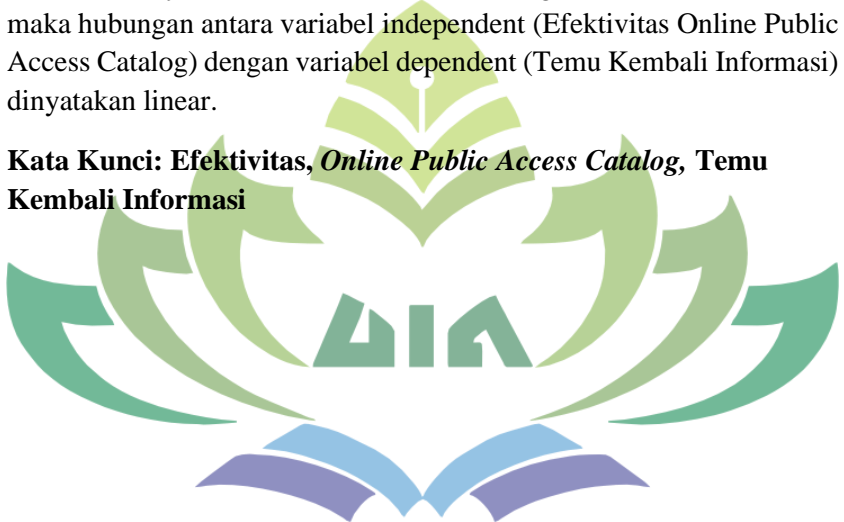 maka hubungan antara variabel independent (Efektivitas Online Public
Access Catalog) dengan variabel dependent (Temu Kembali Informasi)
dinyatakan linear.
Kata Kunci: Efektivitas, Online Public Access Catalog, Temu
Kembali Informasi
UIN